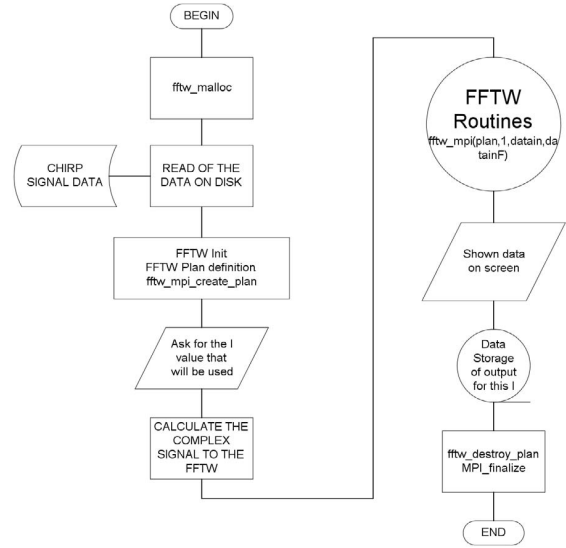 BEGIN
fftw_malloc
CHIRP
SIGNAL DATA
READ OF THE
DATA ON DISK
FFTW Init
FFTW Plan definition
fftw_mpi_create_plan
Ask for the I
value that
will be used
CALCULATE THE
COMPLEX
SIGNAL TO THE
FFTW
FFTW
Routines
fftw_mpi(plan,1,datain,da
tainF)
Shown data
on screen
Data
Storage
of output
for this I
fftw_destroy_plan
MPI_finalize
END